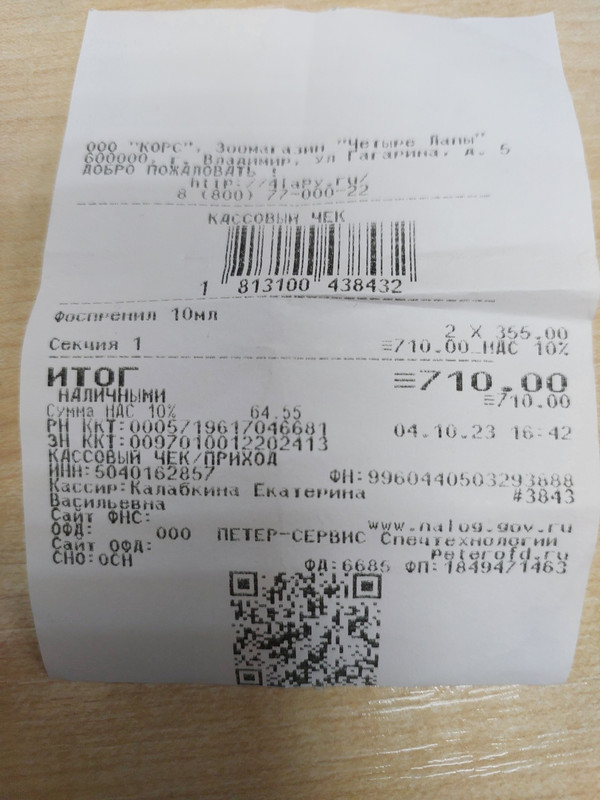 ООО "КОРС", Зоомагазин "Четыре Лапы"
600000, г. Владимир, ул Гагарина, д. 5
ДОБРО ПОЖАЛОВАТЬ !
http://4lapy.ru/
8 (800) 77-000-22
КАССОВЫЙ ЧЕК
1 813100 438432
Фоспренил 10мл
2 X 355.00
Секция 1 ≡710.00 НДС 10%
ИТОГ ≡710.00
НАЛИЧНЫМИ ≡710.00
Сумма НДС 10% 64.55
РН ККТ:0005719617046681 04.10.23 16:42
ЗН ККТ:0097010012202413
КАССОВЫЙ ЧЕК/ПРИХОД
ИНН:5040162857 ФН:9960440503293888
Кассир:Калабкина Екатерина #3843
Васильевна
Сайт ФНС: www.nalog.gov.ru
ОФД: ООО ПЕТЕР-СЕРВИС Спецтехнологии
Сайт ОФД: peterofd.ru
СНО:ОСН ФД:6685 ФП:1849471463